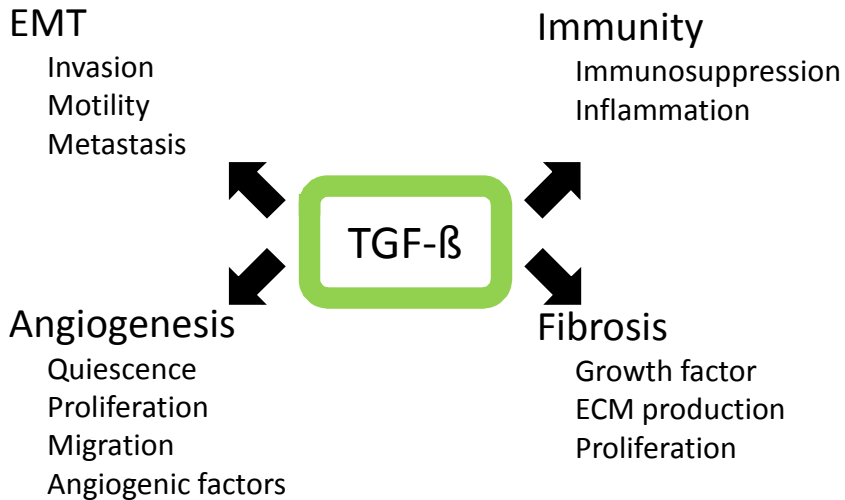 EMT
Invasion
Motility
Metastasis
Immunity
Immunosuppression
Inflammation
TGF-ß
Angiogenesis
Quiescence
Proliferation
Migration
Angiogenic factors
Fibrosis
Growth factor
ECM production
Proliferation